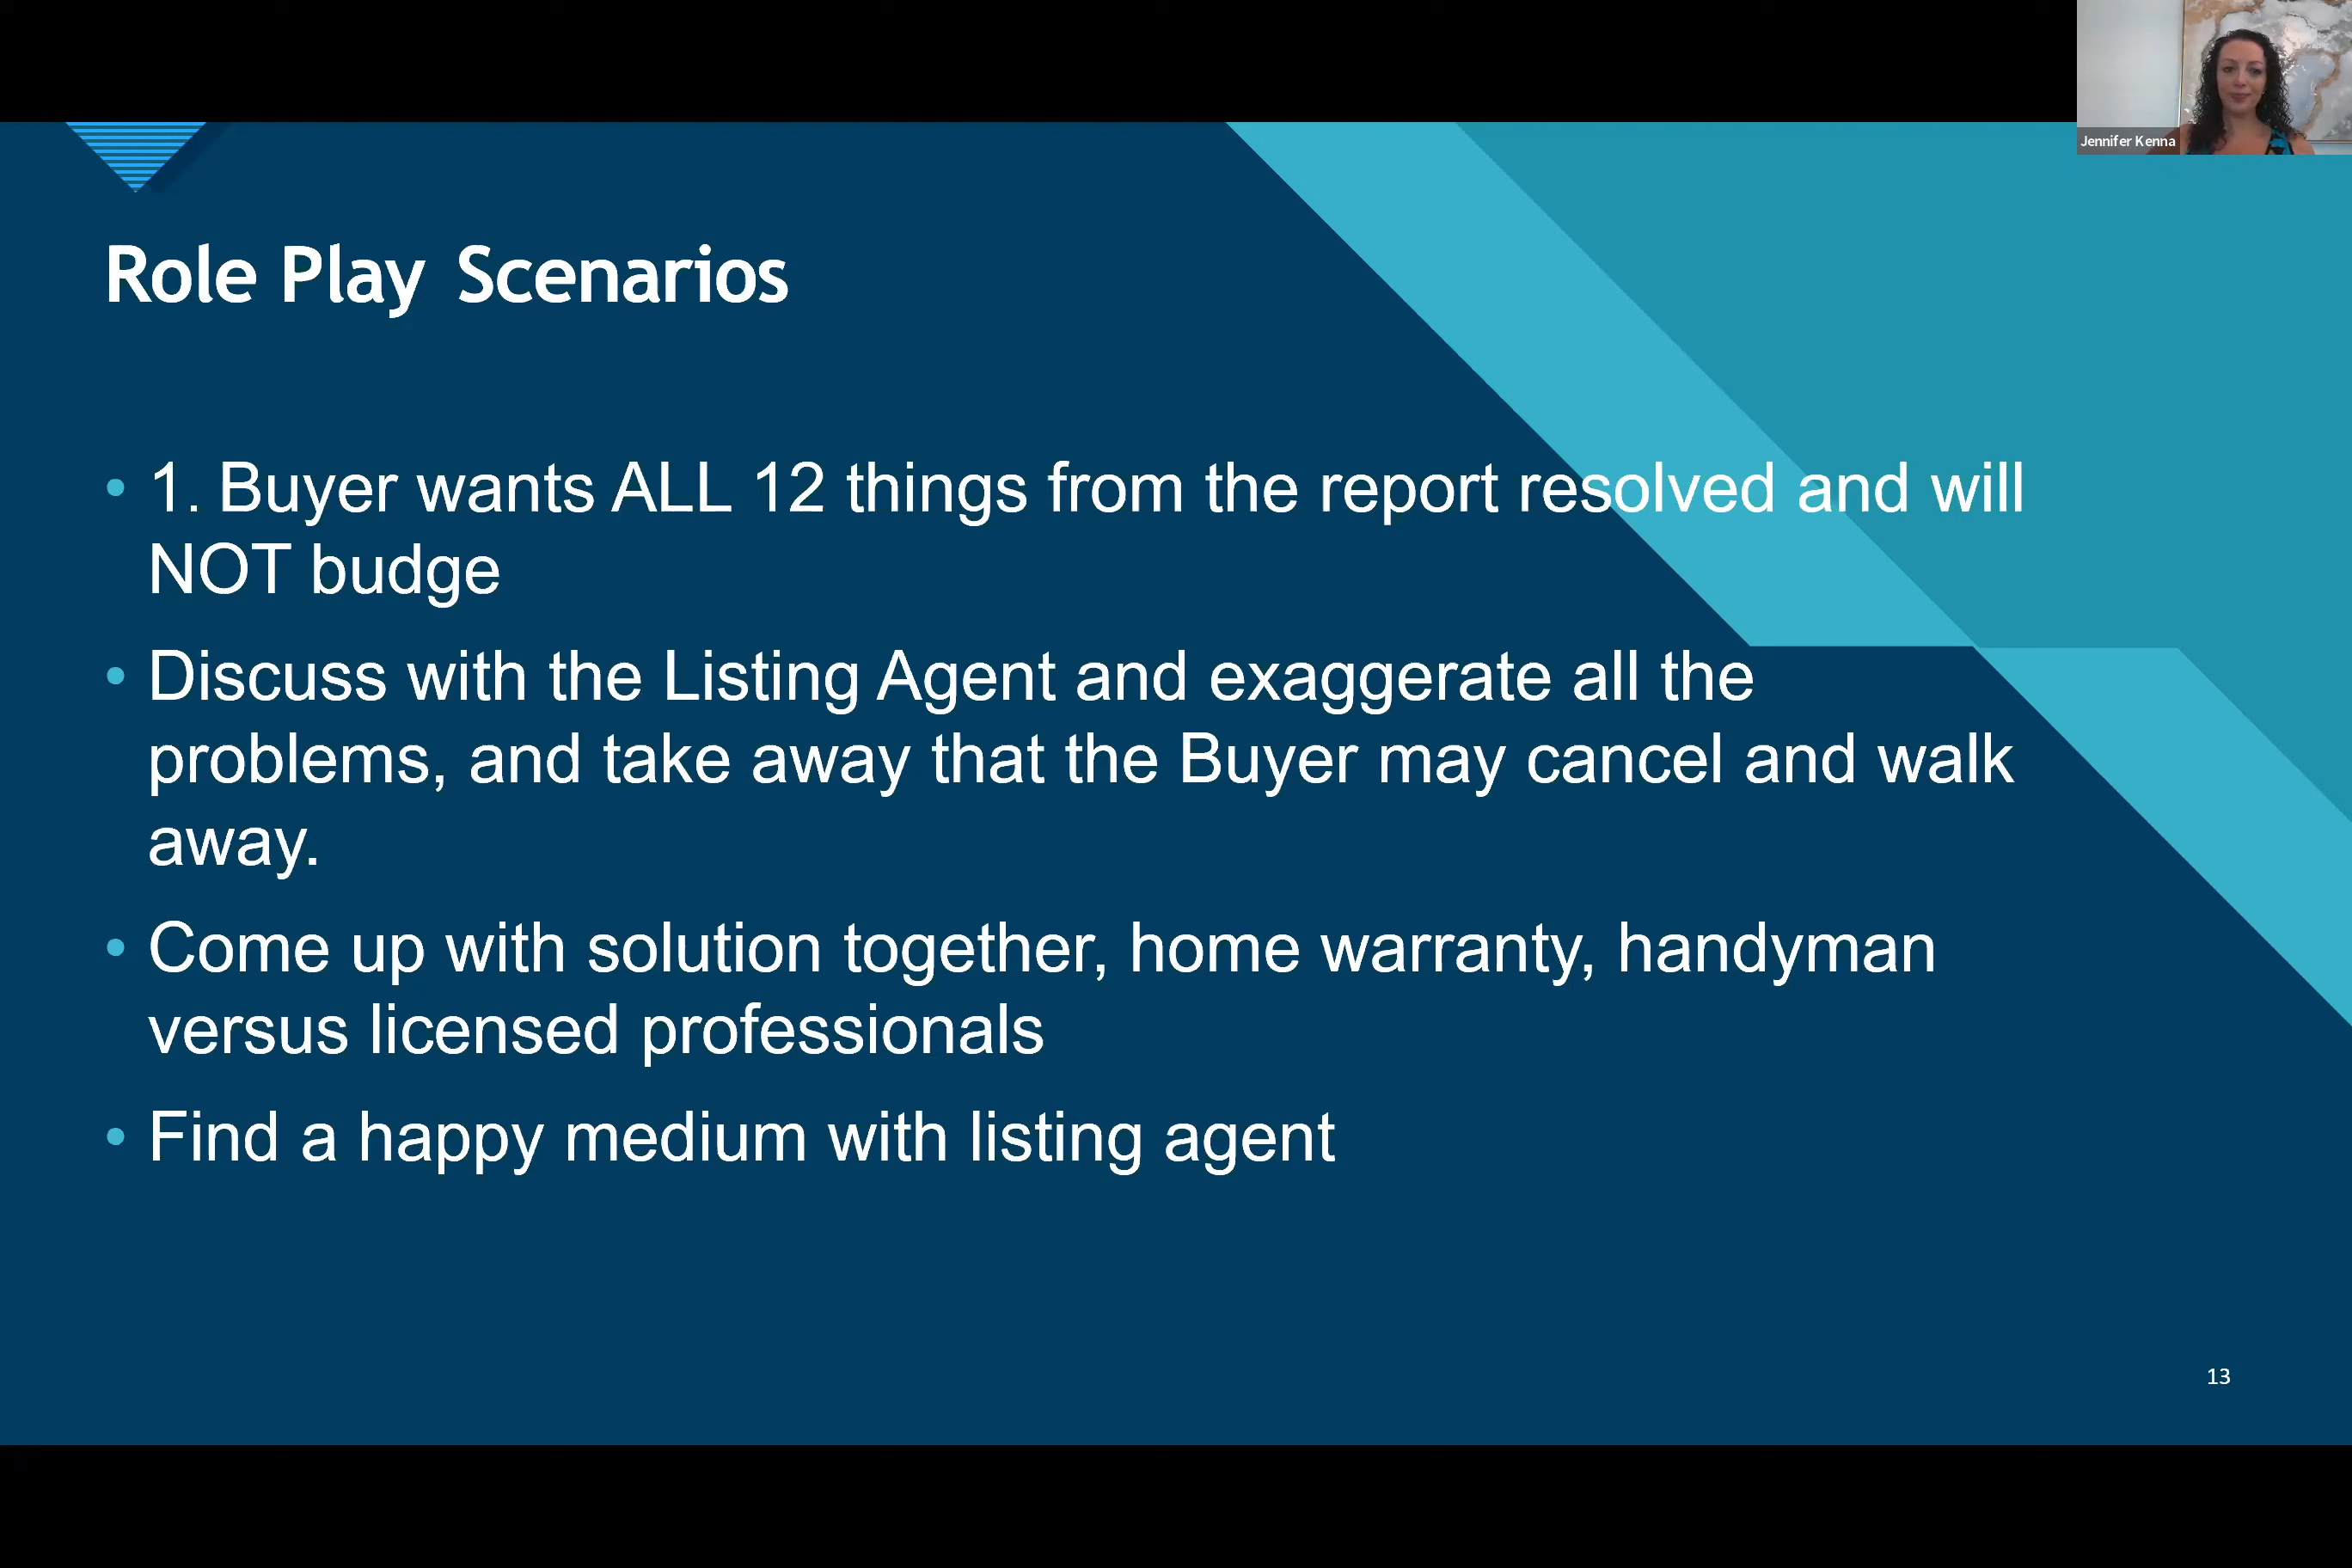 Jennifer Kenna
Role Play Scenarios
• 1. Buyer wants ALL 12 things from the report resolved and will
NOT budge
• Discuss with the Listing Agent and exaggerate all the
problems, and take away that the Buyer may cancel and walk
away.
• Come up with solution together, home warranty, handyman
versus licensed professionals
• Find a happy medium with listing agent
13